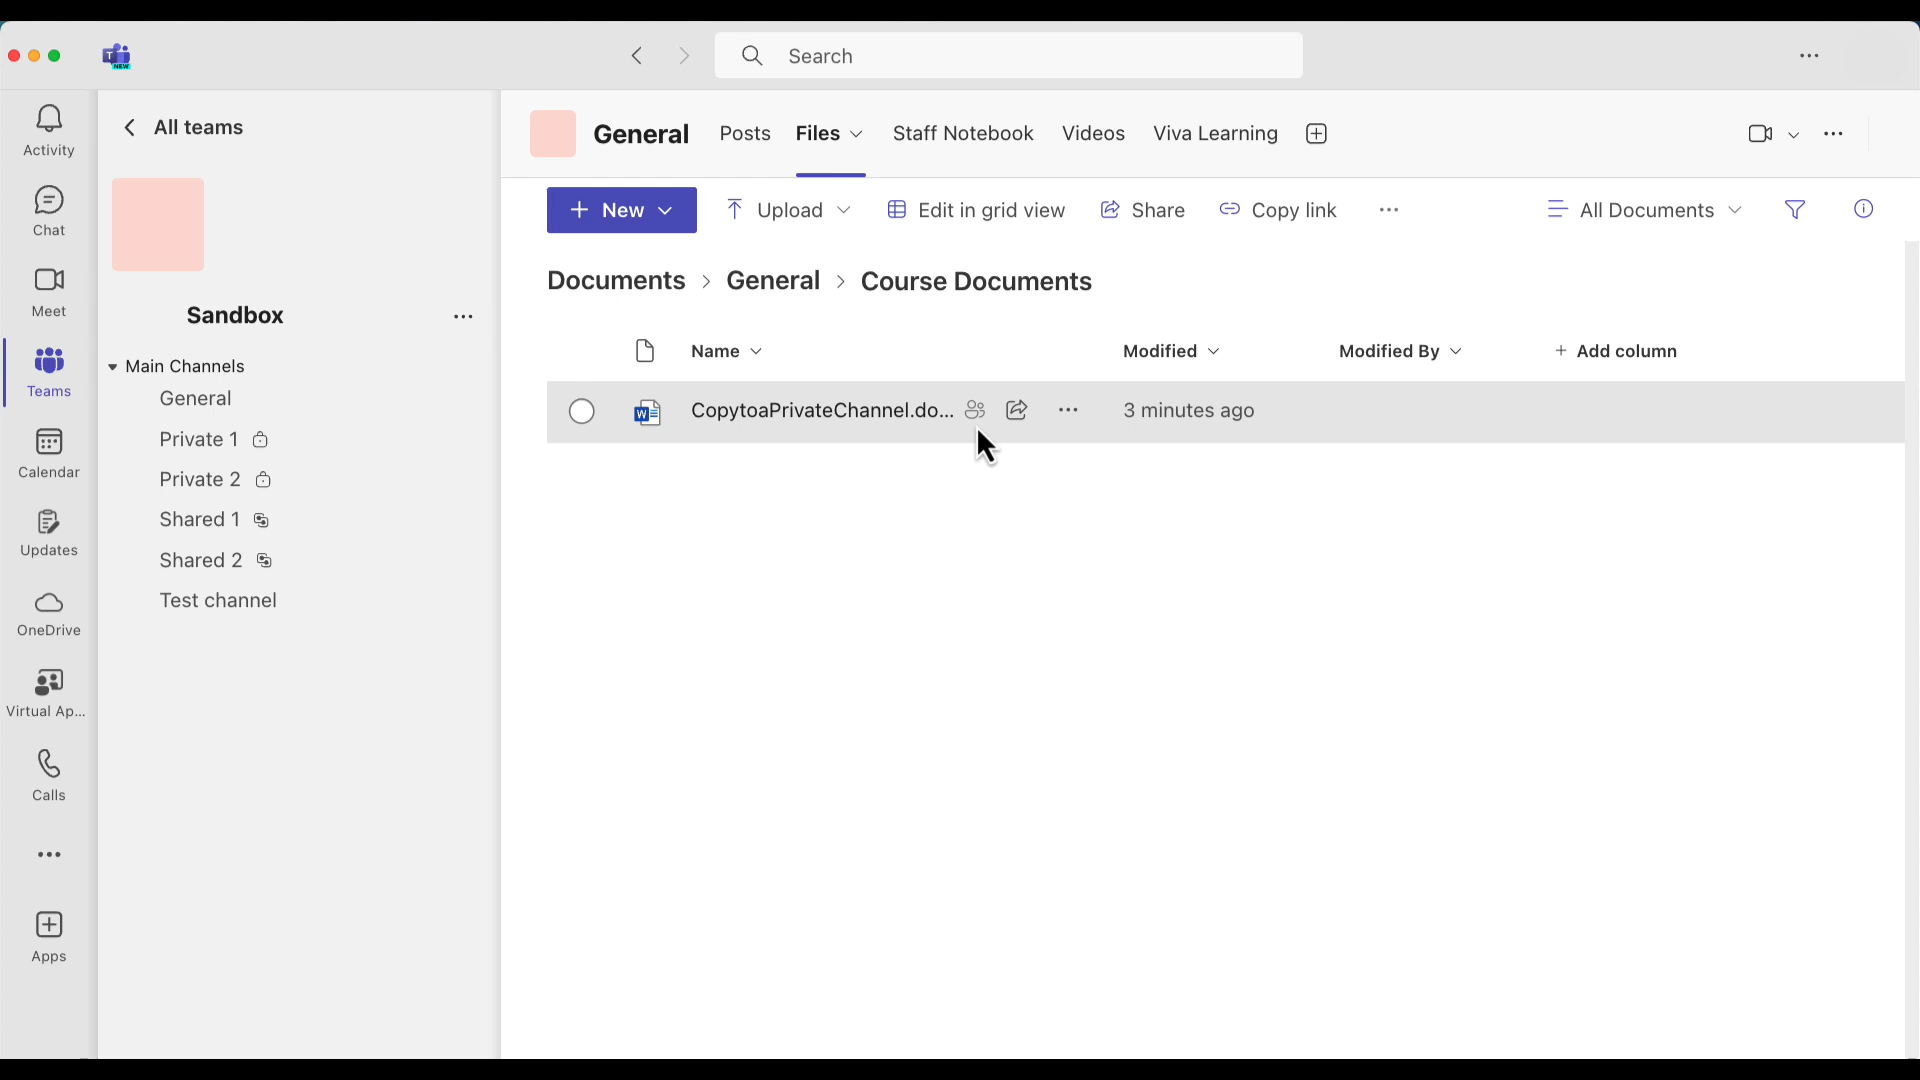 Search
Activity
Chat
Meet
Teams
Calendar
Updates
OneDrive
Virtual Ap...
Calls
Apps
All teams
Sandbox
Main Channels
General
Private 1
Private 2
Shared 1
Shared 2
Test channel
General Posts Files Staff Notebook Videos Viva Learning
New Upload Edit in grid view Share Copy link All Documents
Documents > General > Course Documents
Name Modified Modified By + Add column
CopytoaPrivateChannel.do... 3 minutes ago